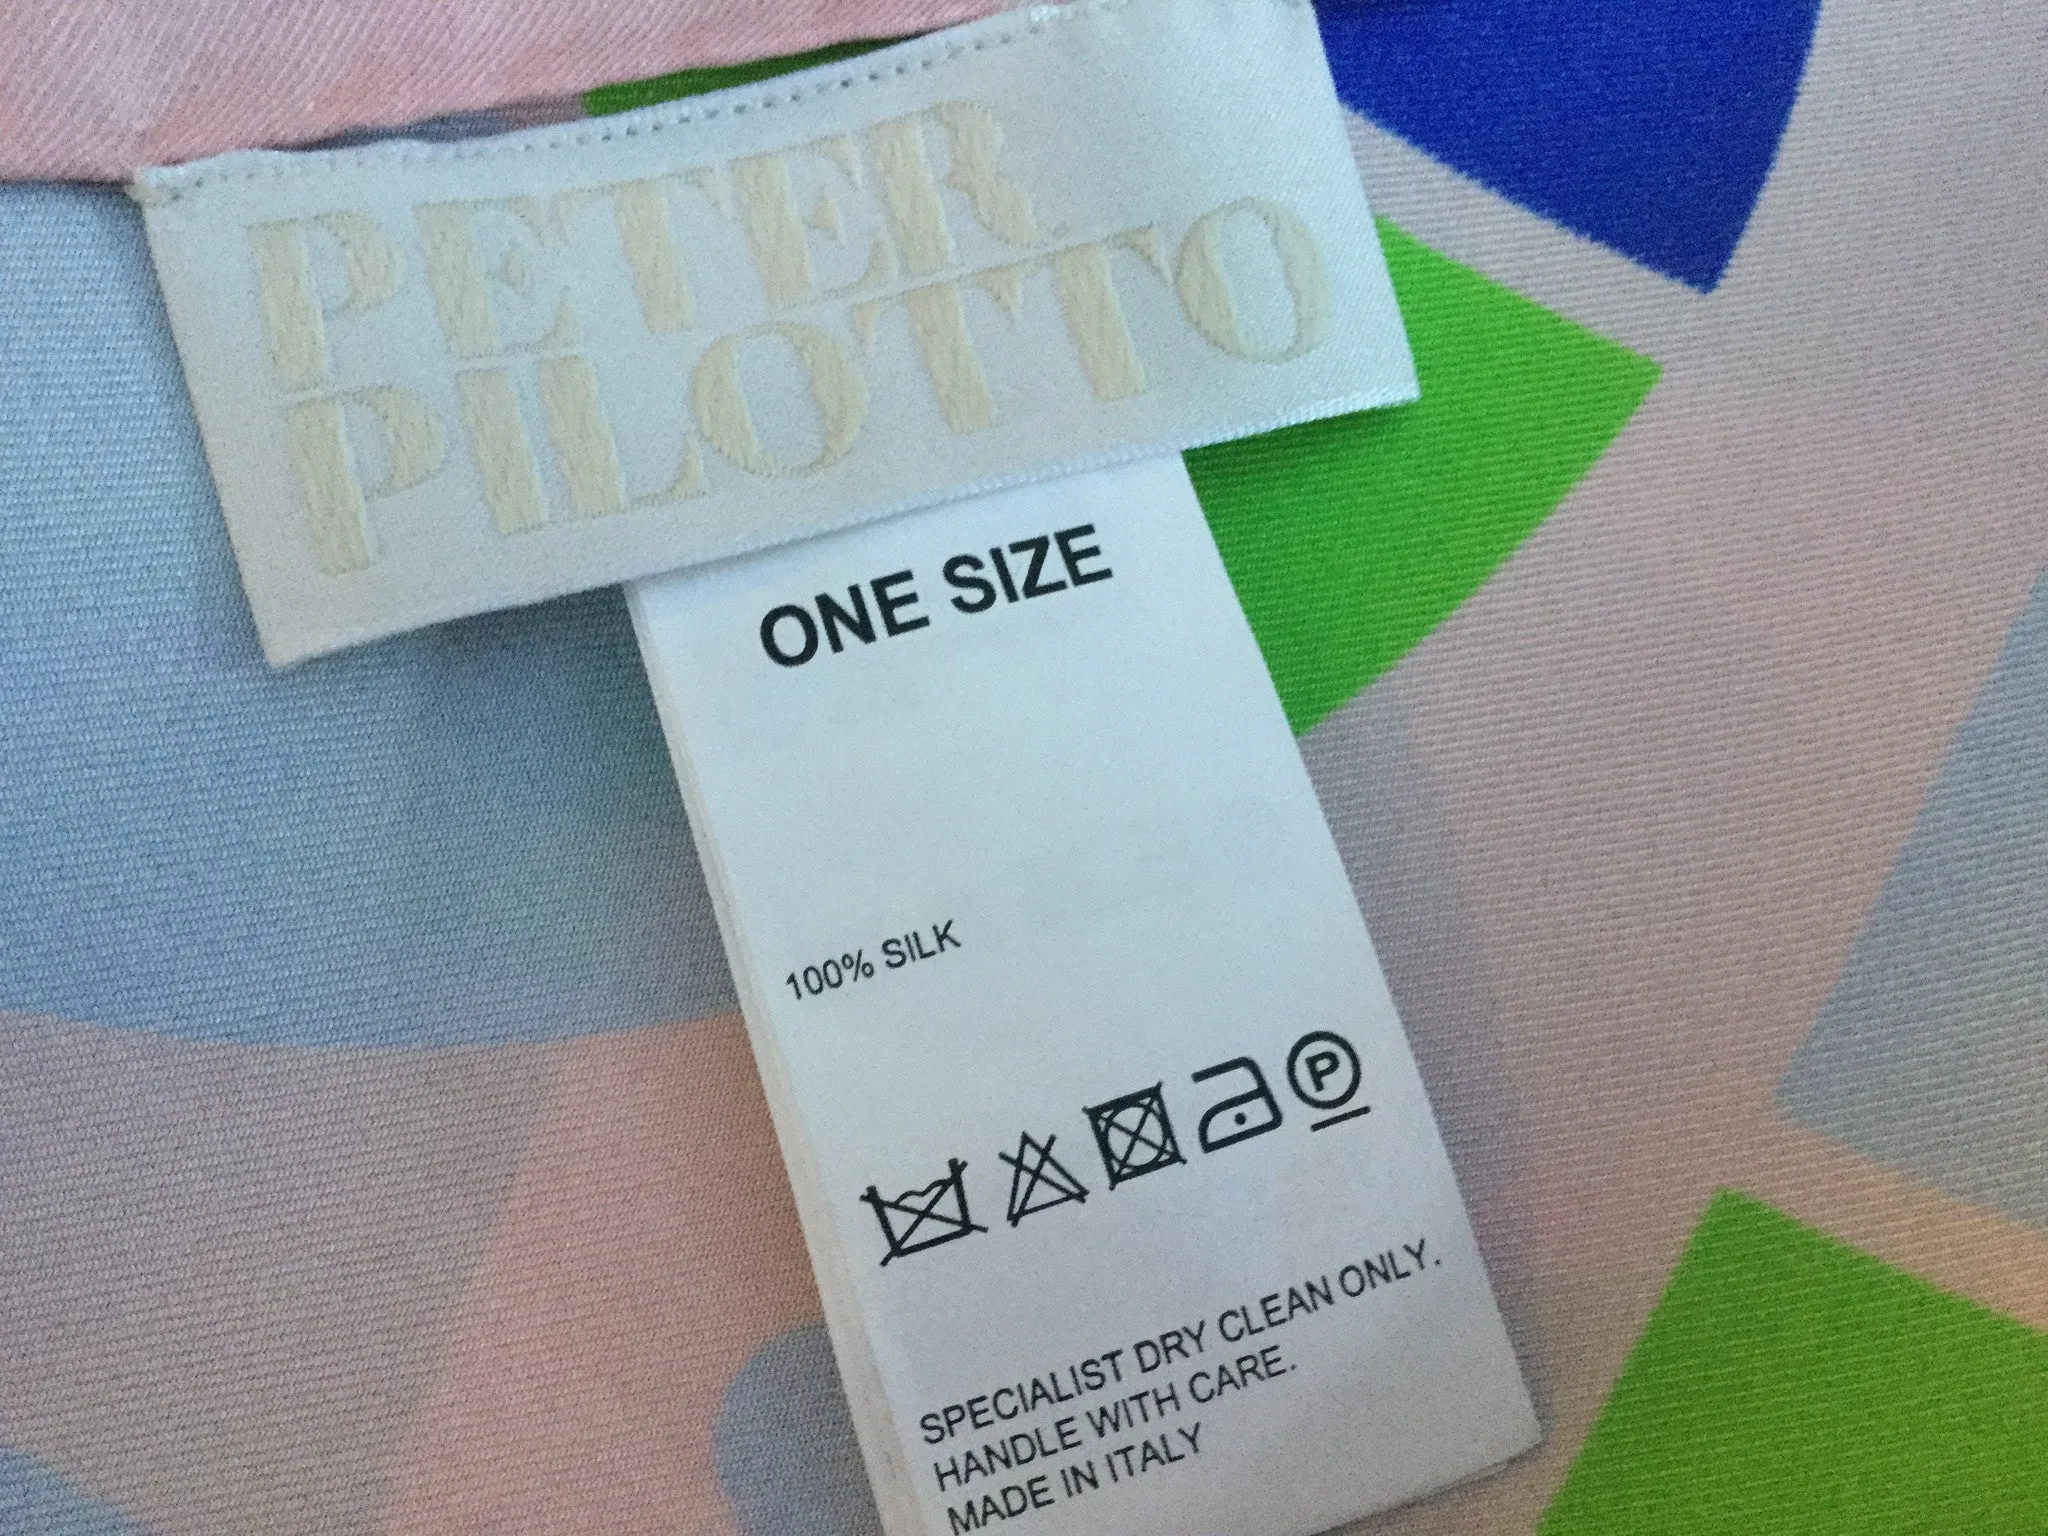 PETER
PILOTTO
ONE SIZE
100% SILK
P
SPECIALIST DRY CLEAN ONLY.
HANDLE WITH CARE.
MADE IN ITALY